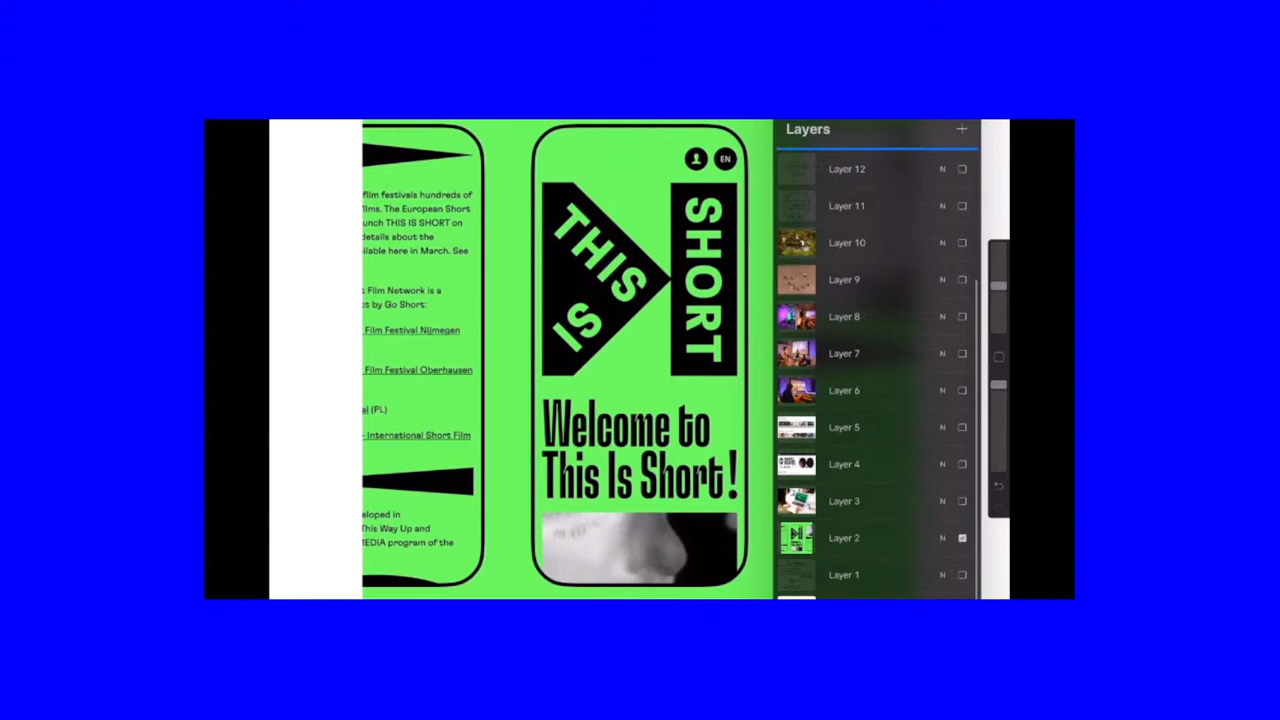 film festivals hundreds of
films. The European Short
unch THIS IS SHORT on
details about the
ilable here in March. See
t Film Network is a
ct by Go Short:
Film Festival Nijmegen
Film Festival Oberhausen
al (PL)
- International Short Film
eloped in
This Way Up and
MEDIA program of the
EN
THIS
IS
SHORT
Welcome to
This Is Short!
Layers
Layer 12 N
Layer 11 N
Layer 10 N
Layer 9 N
Layer 8 N
Layer 7 N
Layer 6 N
Layer 5 N
Layer 4 N
Layer 3 N
Layer 2 N
Layer 1 N